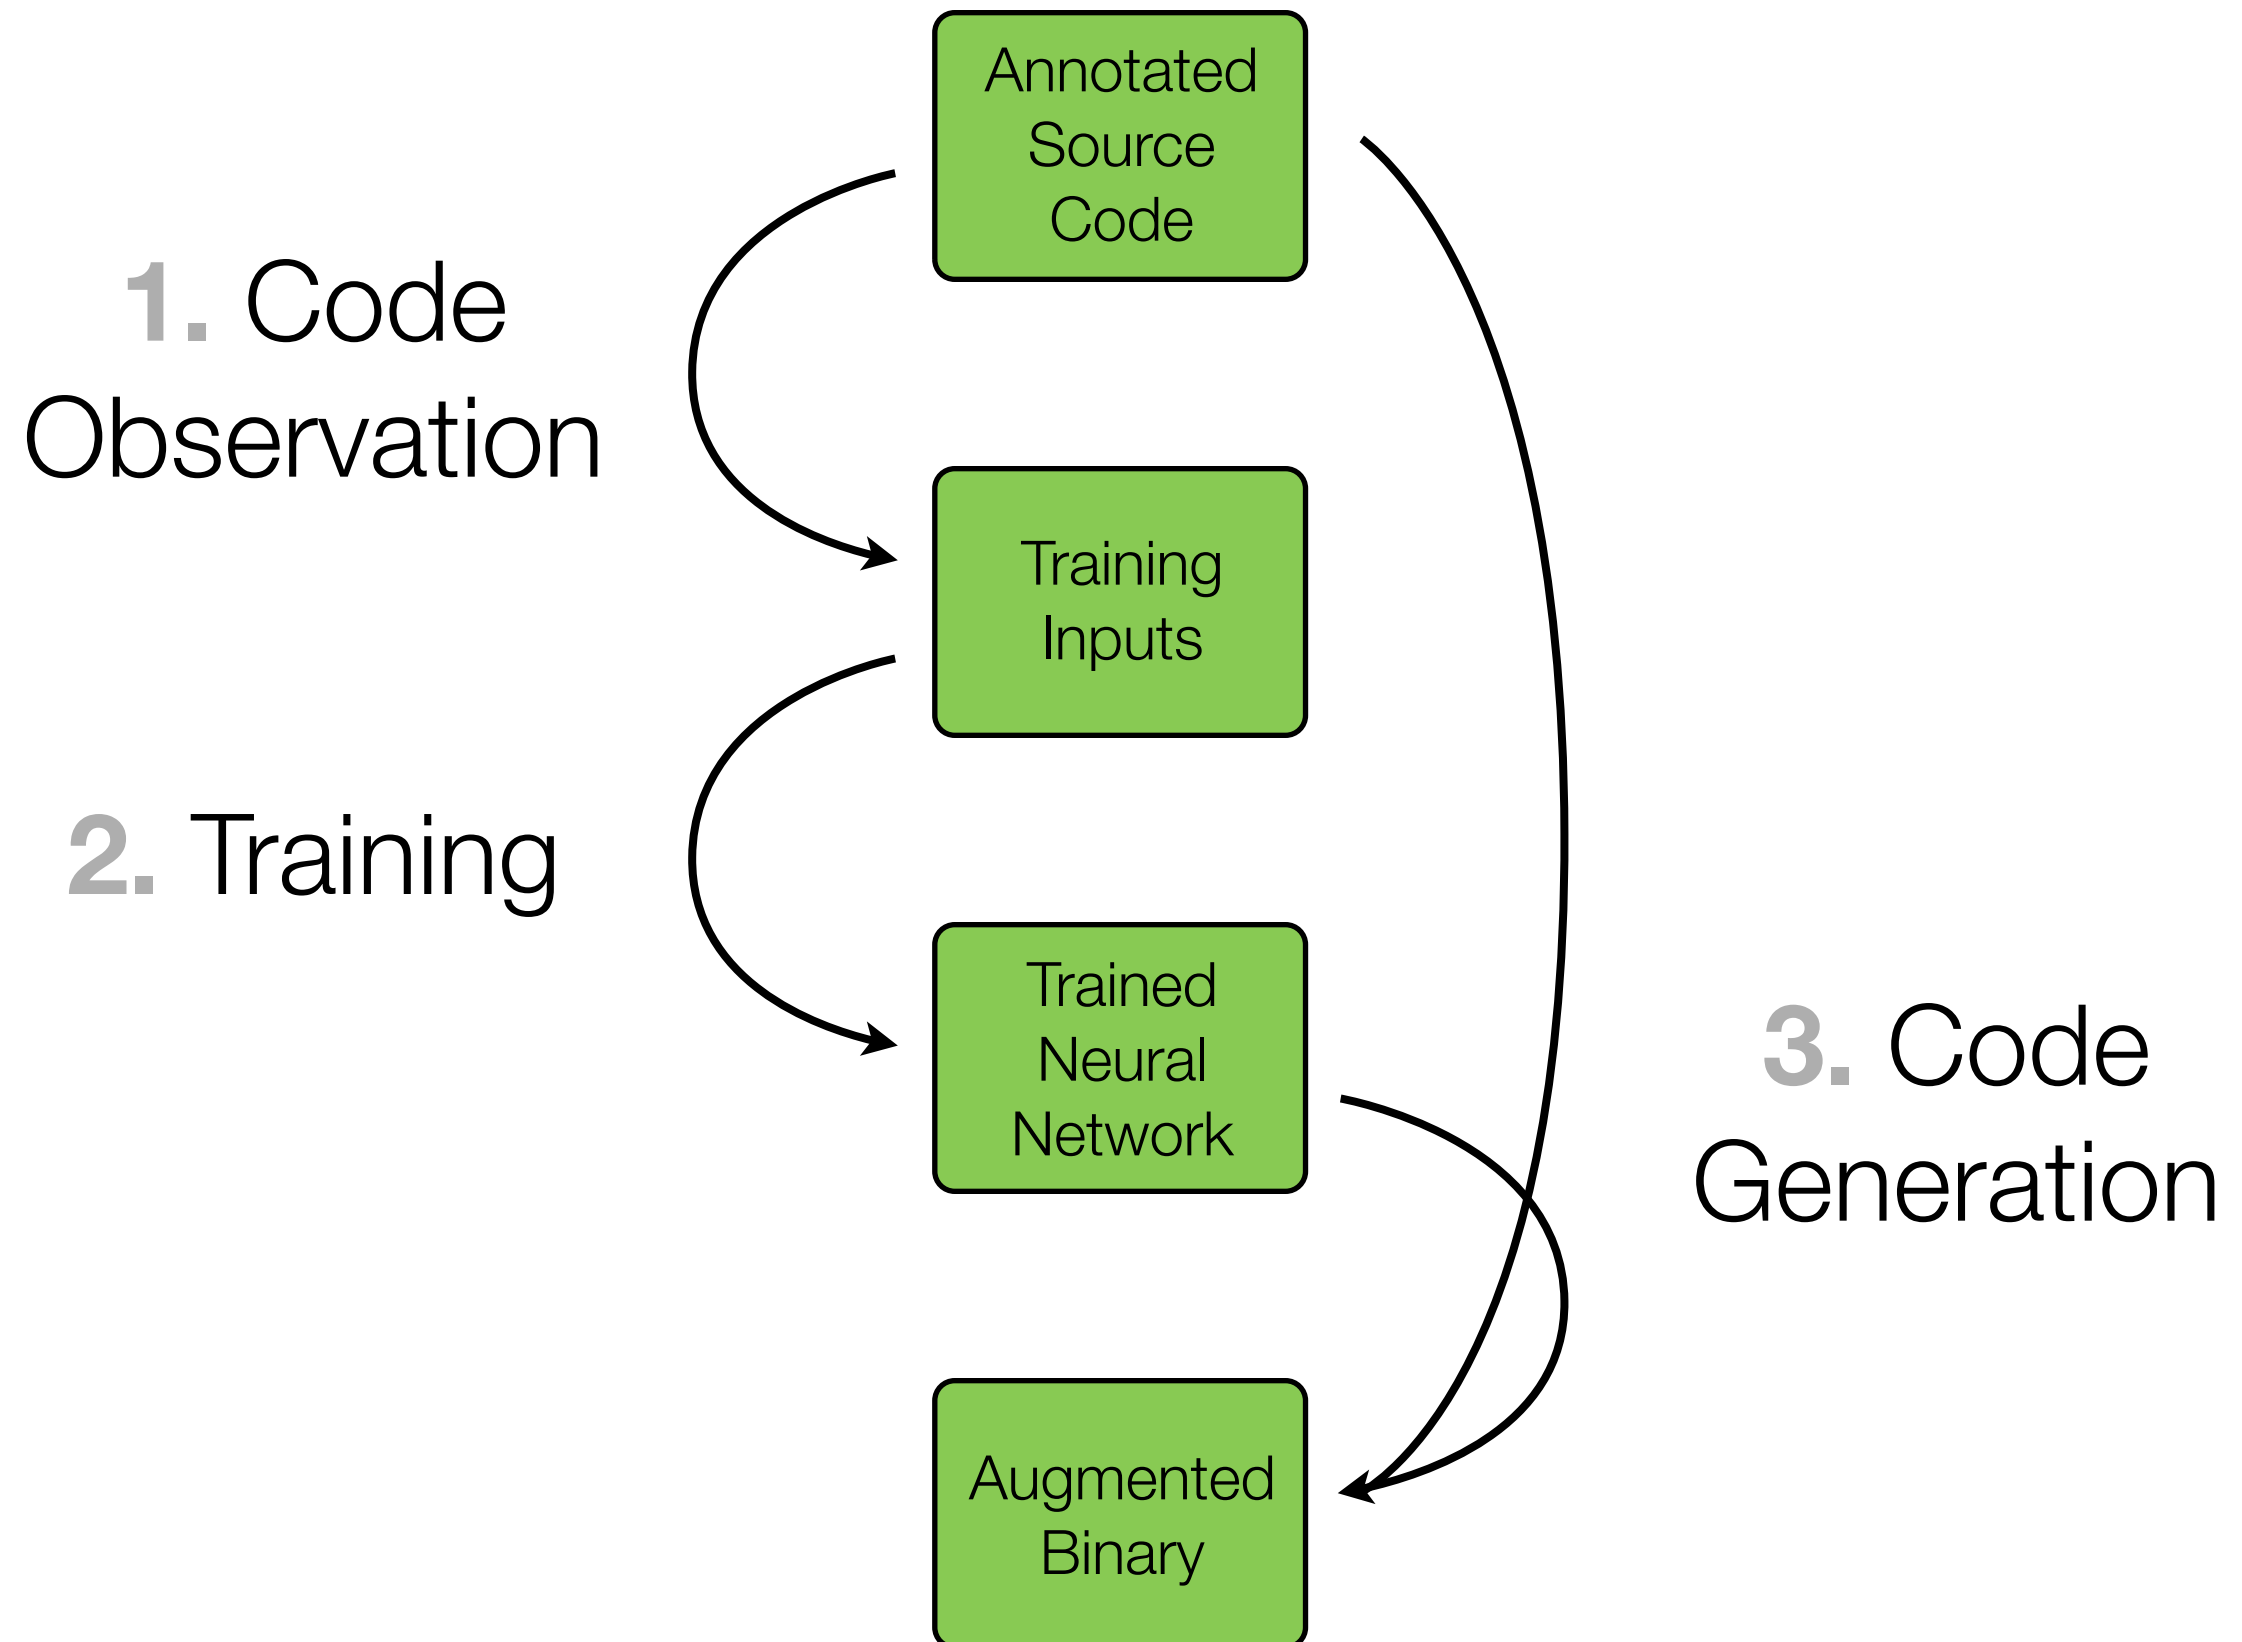 Annotated
Source
Code
1. Code
Observation
Training
Inputs
2. Training
Trained
Neural
Network
3. Code
Generation
Augmented
Binary